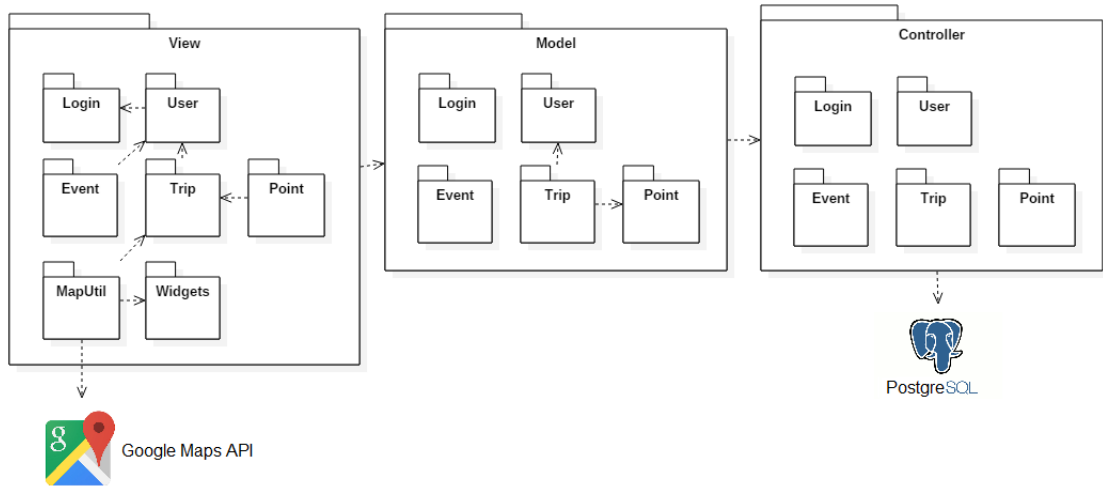 View
Login
User
Event
Trip
Point
MapUtil
Widgets
g
Google Maps API
Model
Login
User
Event
Trip
Point
Controller
Login
User
Event
Trip
Point
PostgreSQL